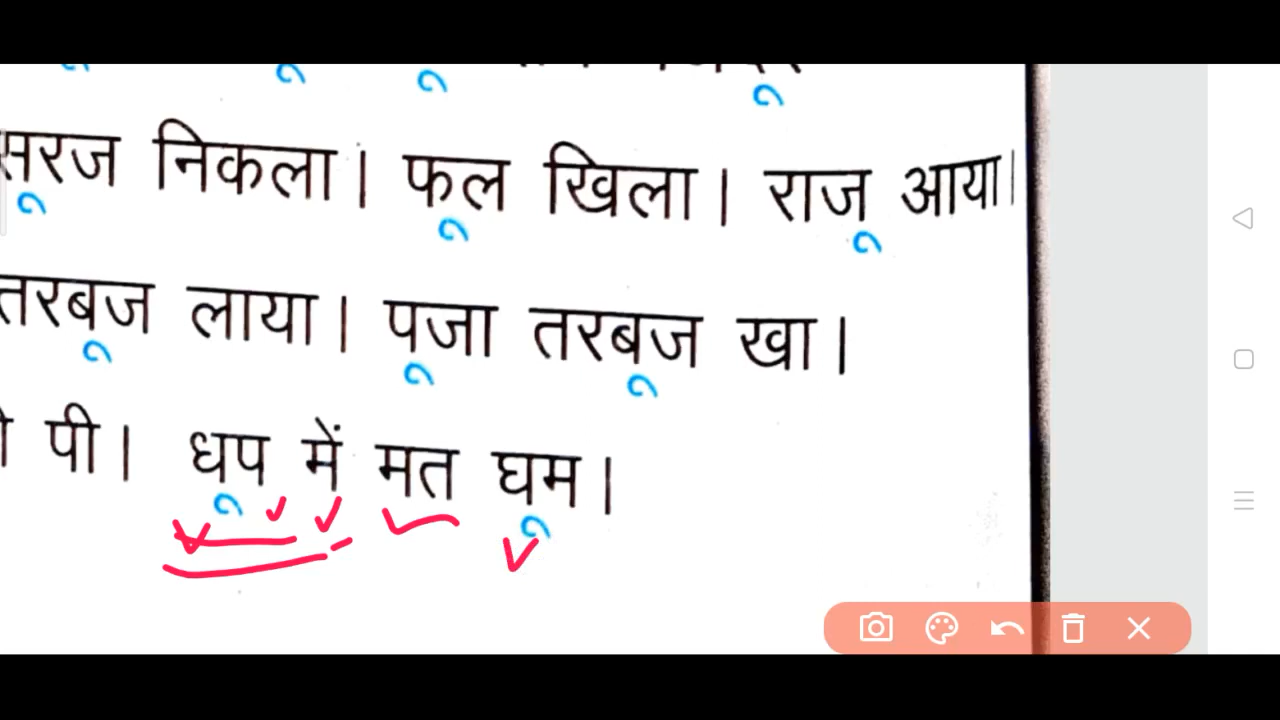 सूरज निकला। फूल खिला। राजू आया।
तरबूज लाया। पूजा तरबूज खा।
पी। धूप में मत घूम।